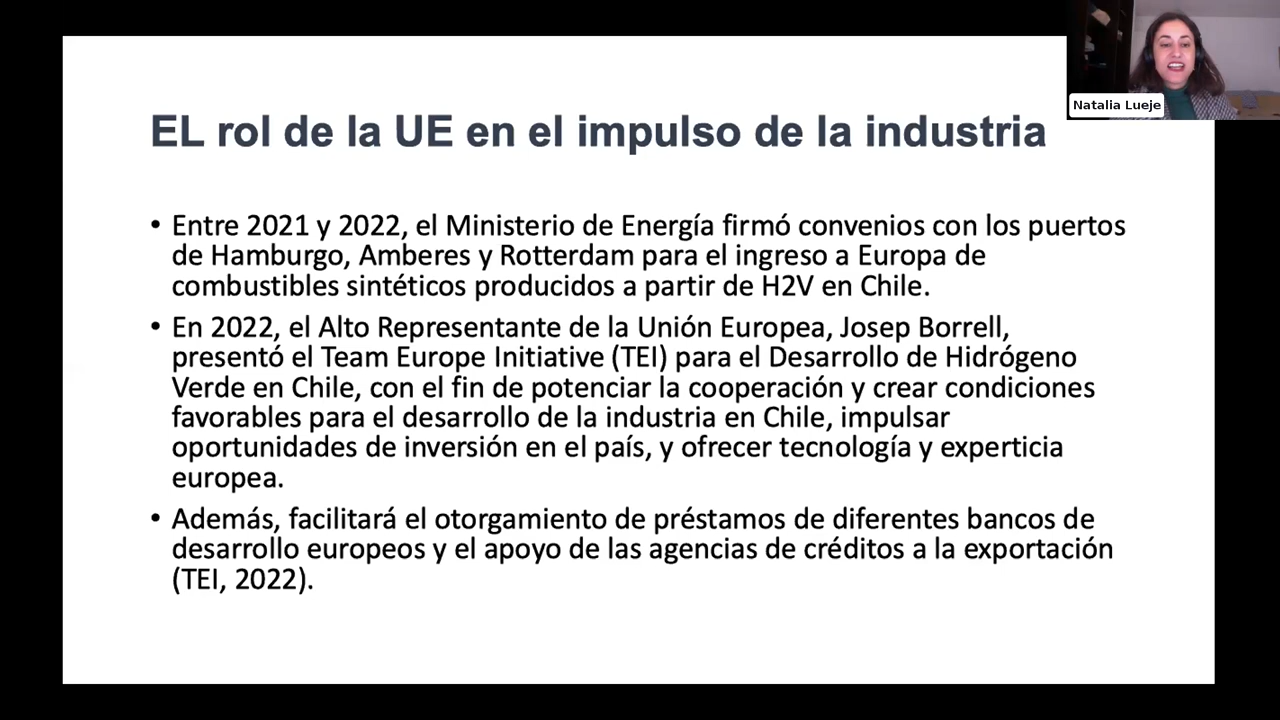 Natalia Lueje
EL rol de la UE en el impulso de la industria
• Entre 2021 y 2022, el Ministerio de Energía firmó convenios con los puertos
de Hamburgo, Amberes y Rotterdam para el ingreso a Europa de
combustibles sintéticos producidos a partir de H2V en Chile.
• En 2022, el Alto Representante de la Unión Europea, Josep Borrell,
presentó el Team Europe Initiative (TEI) para el Desarrollo de Hidrógeno
Verde en Chile, con el fin de potenciar la cooperación y crear condiciones
favorables para el desarrollo de la industria en Chile, impulsar
oportunidades de inversión en el país, y ofrecer tecnología y experticia
europea.
• Además, facilitará el otorgamiento de préstamos de diferentes bancos de
desarrollo europeos y el apoyo de las agencias de créditos a la exportación
(TEI, 2022).